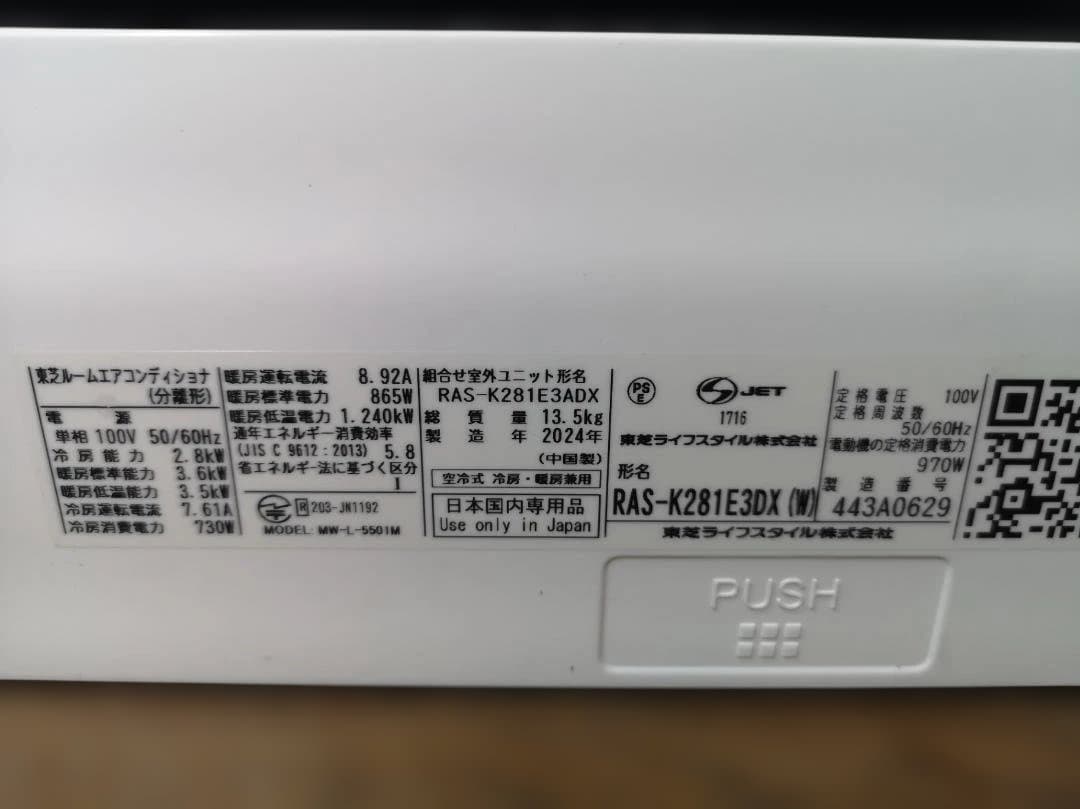 東芝ルームエアコンディショナ
(分離形)
電 源
単相100V 50/60Hz
冷房能力 2.8kW
暖房標準能力 3.6kW
暖房低温能力 3.5kW
冷房運転電流 7.61A
冷房消費電力 730W
暖房運転電流 8.92A
暖房標準電力 865W
暖房低温電力 1.240kW
通年エネルギー消費効率
(JIS C 9612:2013) 5.8
省エネルギー法に基づく区分
I
R 203-JN1192
MODEL: MW-L-5501M
組合せ室外ユニット形名
RAS-K281E3ADX
総質量 13.5kg
製造年 2024年
(中国製)
空冷式 冷房・暖房兼用
日本国内専用品
Use only in Japan
PS
E
JET
1716
東芝ライフスタイル株式会社
形名
RAS-K281E3DX(W)
定格電圧 100V
定格周波数
50/60Hz
電動機の定格消費電力
970W
製造番号
443A0629
東芝ライフスタイル株式会社
PUSH